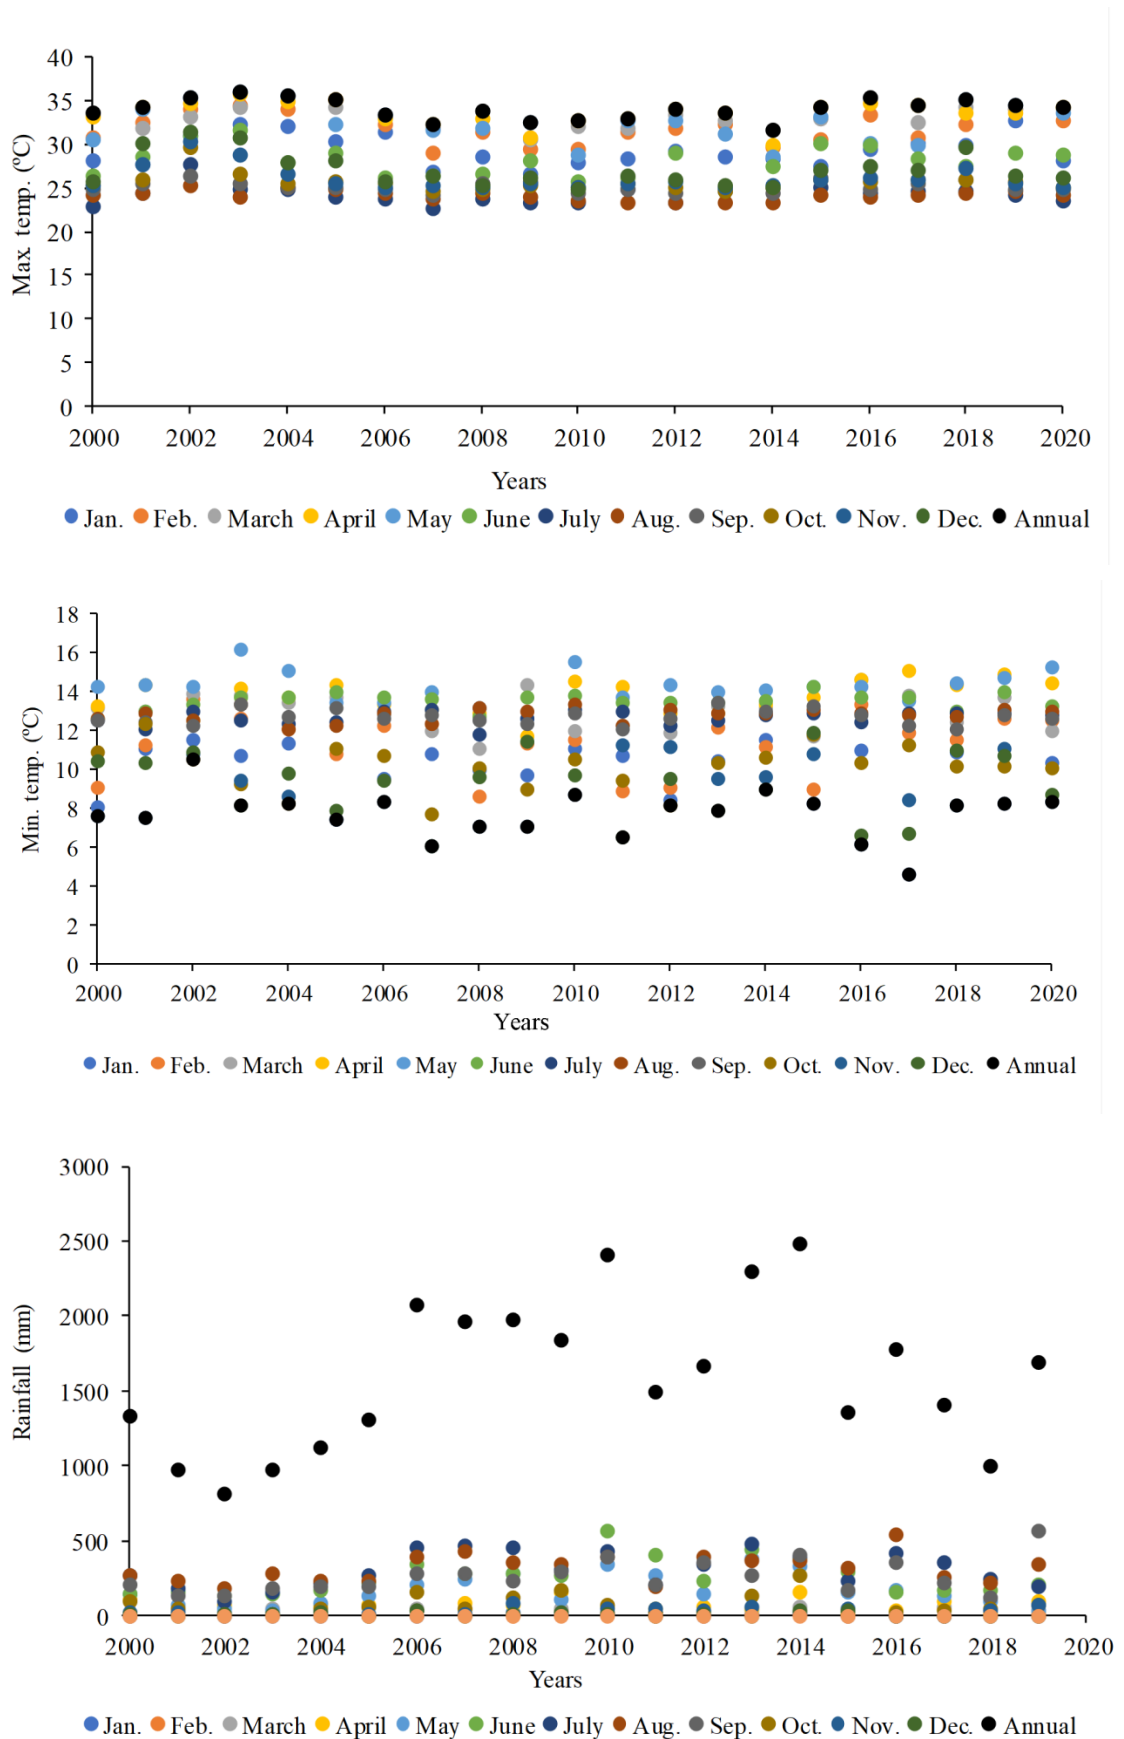 Max. temp. (ºC)
40
35
30
25
20
15
10
5
0
2000 2002 2004 2006 2008 2010 2012 2014 2016 2018 2020
Years
Jan. Feb. March April May June July Aug. Sep. Oct. Nov. Dec. Annual
Min. temp. (ºC)
18
16
14
12
10
8
6
4
2
0
2000 2002 2004 2006 2008 2010 2012 2014 2016 2018 2020
Years
Jan. Feb. March April May June July Aug. Sep. Oct. Nov. Dec. Annual
Rainfall (mm)
3000
2500
2000
1500
1000
500
0
2000 2002 2004 2006 2008 2010 2012 2014 2016 2018 2020
Years
Jan. Feb. March April May June July Aug. Sep. Oct. Nov. Dec. Annual